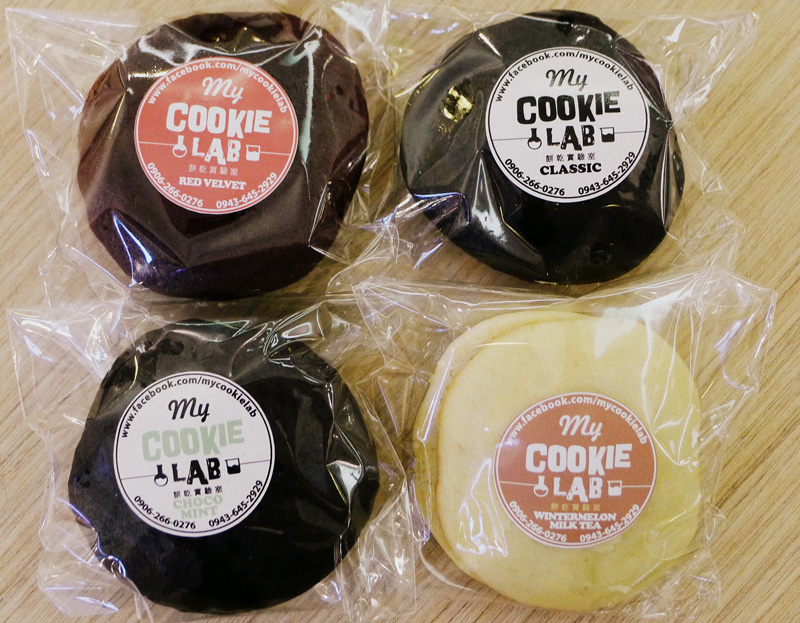 www.facebook.com/mycookielab
My
COOKIE
LAB
餅乾實驗室
RED VELVET
0906-266-0276 0943-645-2929
www.facebook.com/mycookielab
My
COOKIE
LAB
餅乾實驗室
CLASSIC
0906-266-0276 0943-645-2929
www.facebook.com/mycookielab
My
COOKIE
LAB
餅乾實驗室
CHOCO
MINT
0906-266-0276 0943-645-2929
www.facebook.com/mycookielab
My
COOKIE
LAB
餅乾實驗室
WINTERMELON
MILK TEA
0906-266-0276 0943-645-2929